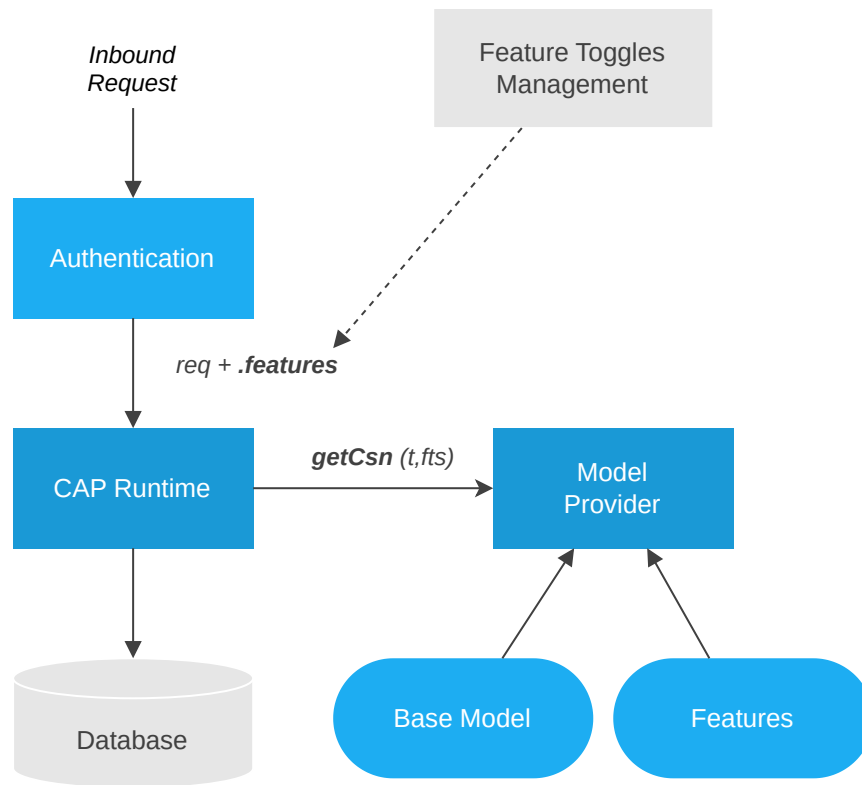 Inbound
Request
Feature Toggles
Management
Authentication
req + .features
getCsn (t,fts)
CAP Runtime
Model
Provider
Base Model
Features
Database